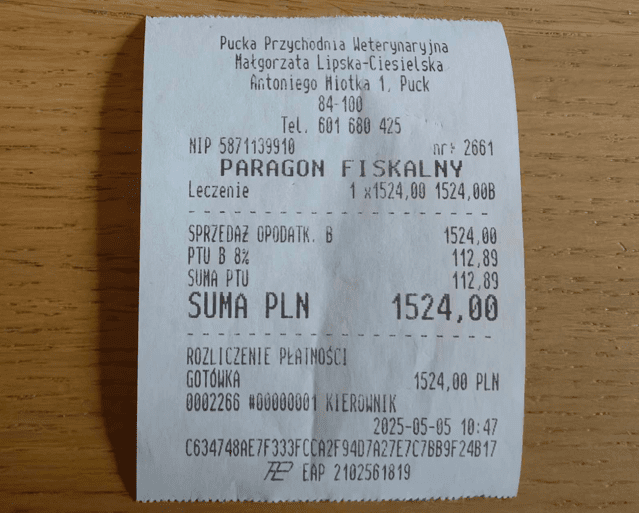 Pucka Przychodnia Weterynaryjna
Małgorzata Lipska-Ciesielska
Antoniego Miotka 1, Puck
84-100
Tel. 601 680 425
NIP 5871139910 nr: 2661
PARAGON FISKALNY
Leczenie 1 x1524,00 1524,00B
SPRZEDAŻ OPODATK. B 1524,00
PTU B 8% 112,89
SUMA PTU 112,89
SUMA PLN 1524,00
ROZLICZENIE PŁATNOŚCI
GOTÓWKA 1524,00 PLN
0002266 #00000001 KIEROWNIK
2025-05-05 10:47
C634748AE7F333FCCA2F94D7A27E7C7BB9F24B17
EAP 2102561819